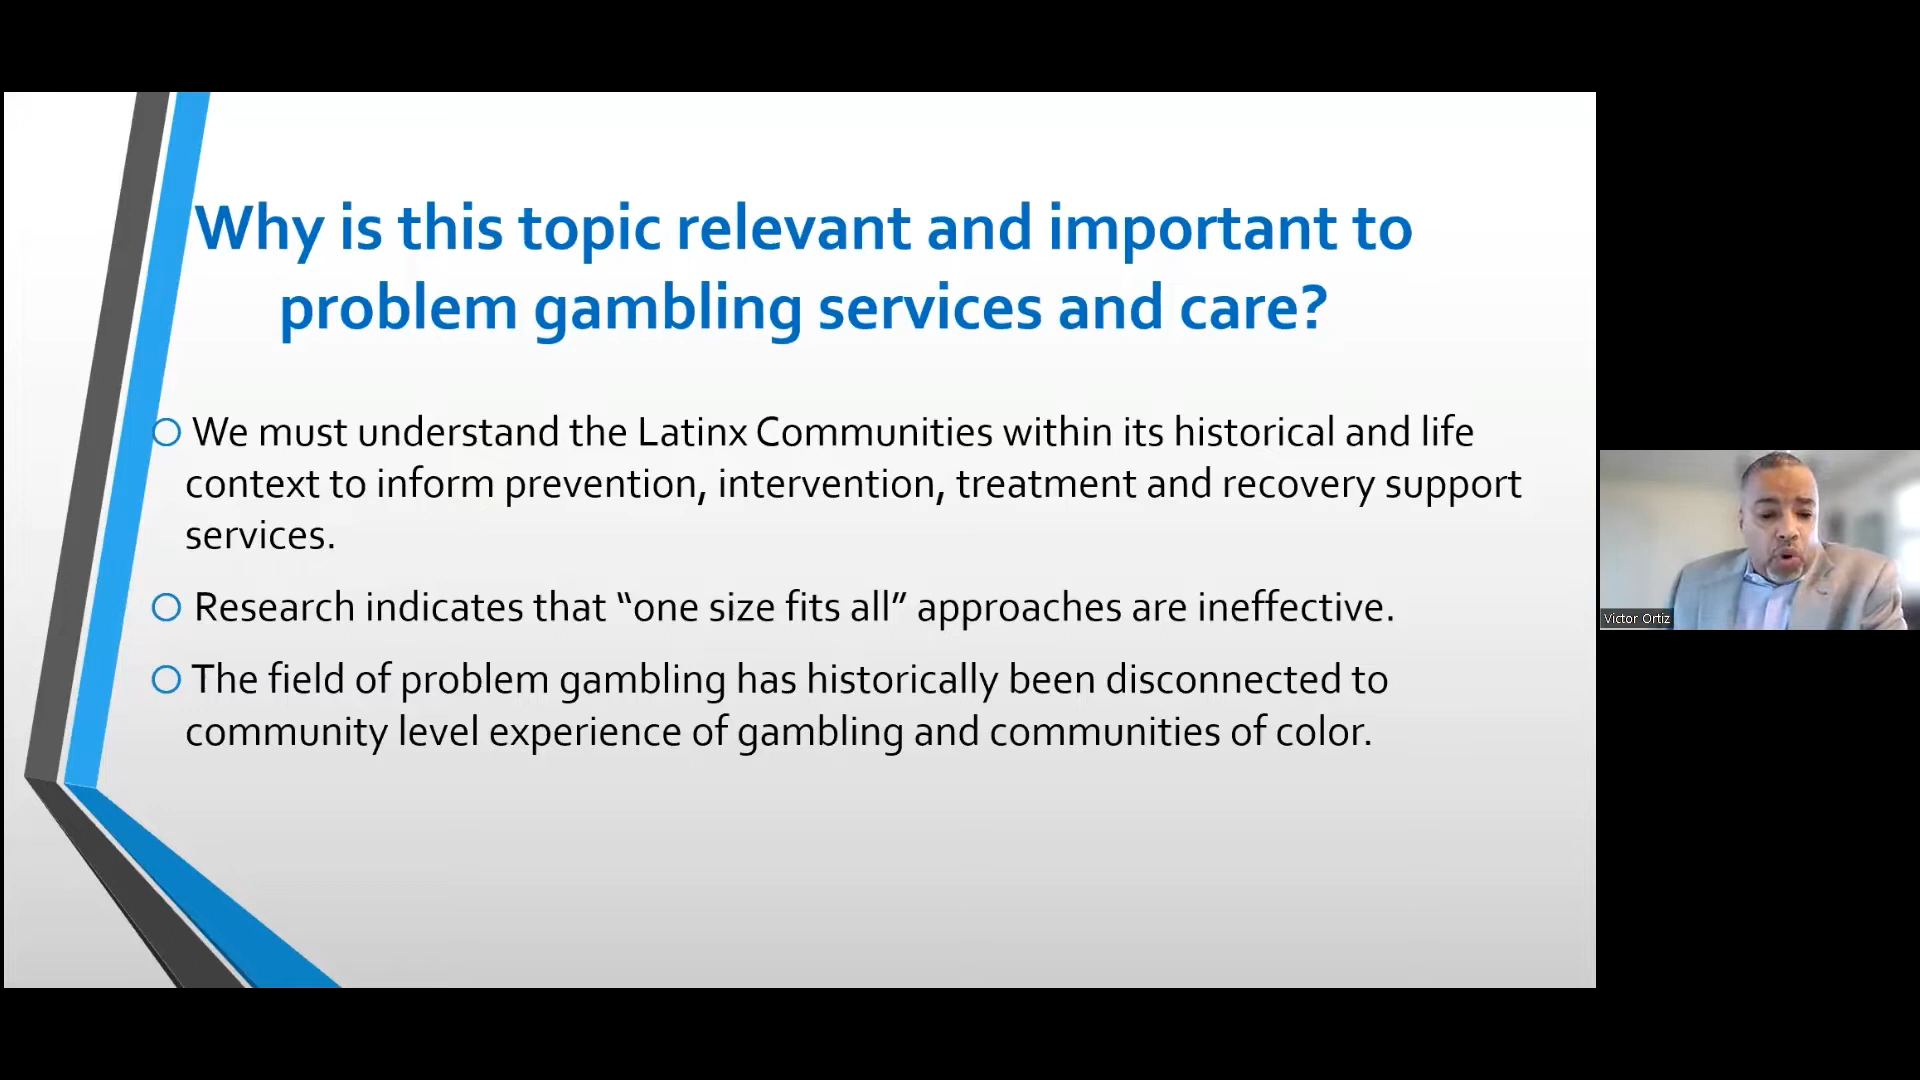 Why is this topic relevant and important to
problem gambling services and care?
We must understand the Latinx Communities within its historical and life
context to inform prevention, intervention, treatment and recovery support
services.
Research indicates that “one size fits all” approaches are ineffective.
The field of problem gambling has historically been disconnected to
community level experience of gambling and communities of color.
Victor Ortiz